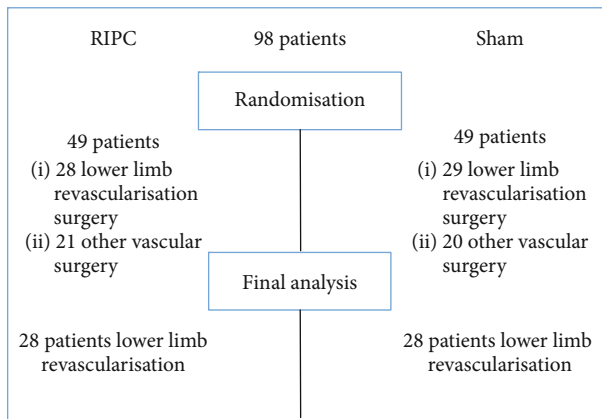 RIPC
98 patients
Sham
Randomisation
49 patients
(i) 28 lower limb
revascularisation
surgery
(ii) 21 other vascular
surgery
49 patients
(i) 29 lower limb
revascularisation
surgery
(ii) 20 other vascular
surgery
Final analysis
28 patients lower limb
revascularisation
28 patients lower limb
revascularisation